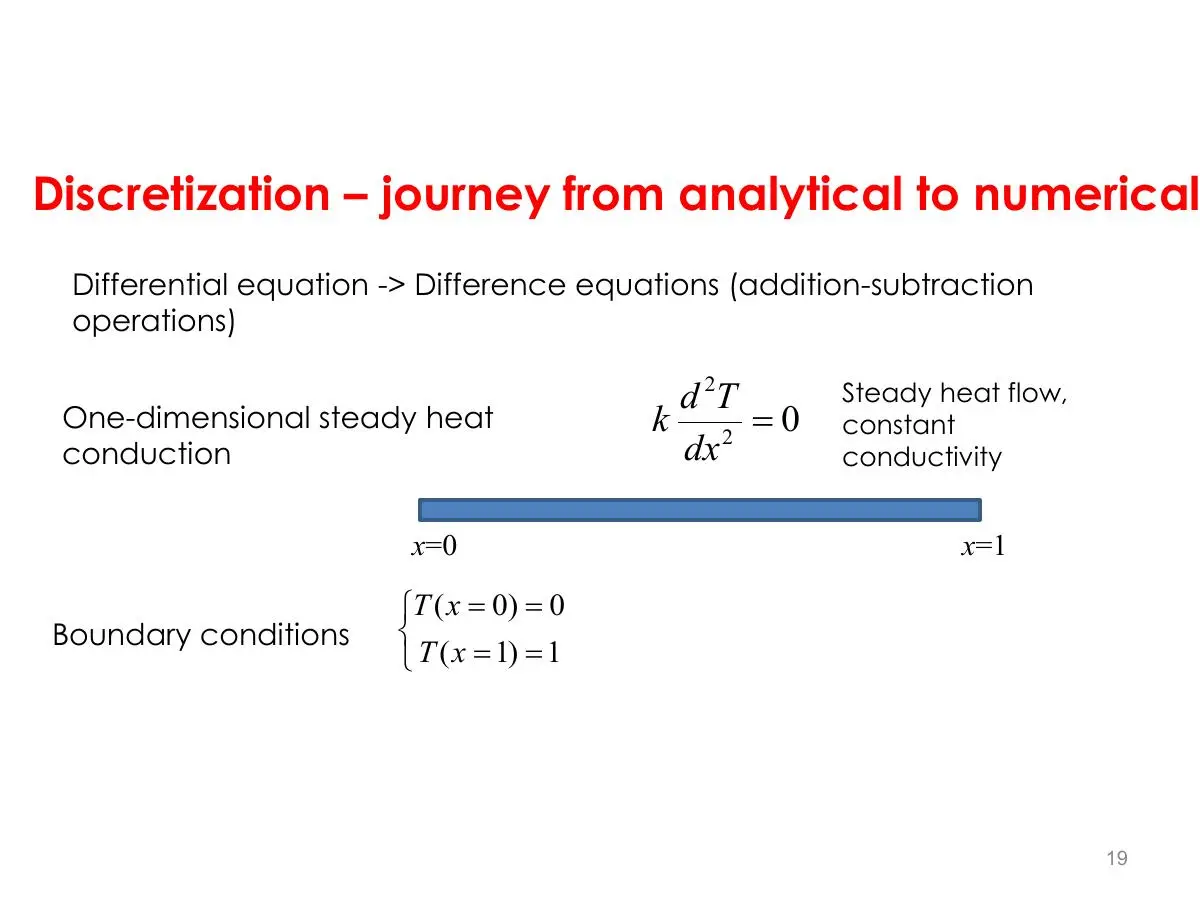 Discretization – journey from analytical to numerical
Differential equation -> Difference equations (addition-subtraction
operations)
One-dimensional steady heat
conduction
k d²T/dx² = 0
Steady heat flow,
constant
conductivity
x=0
x=1
Boundary conditions
{T(x = 0) = 0
T(x = 1) = 1
19